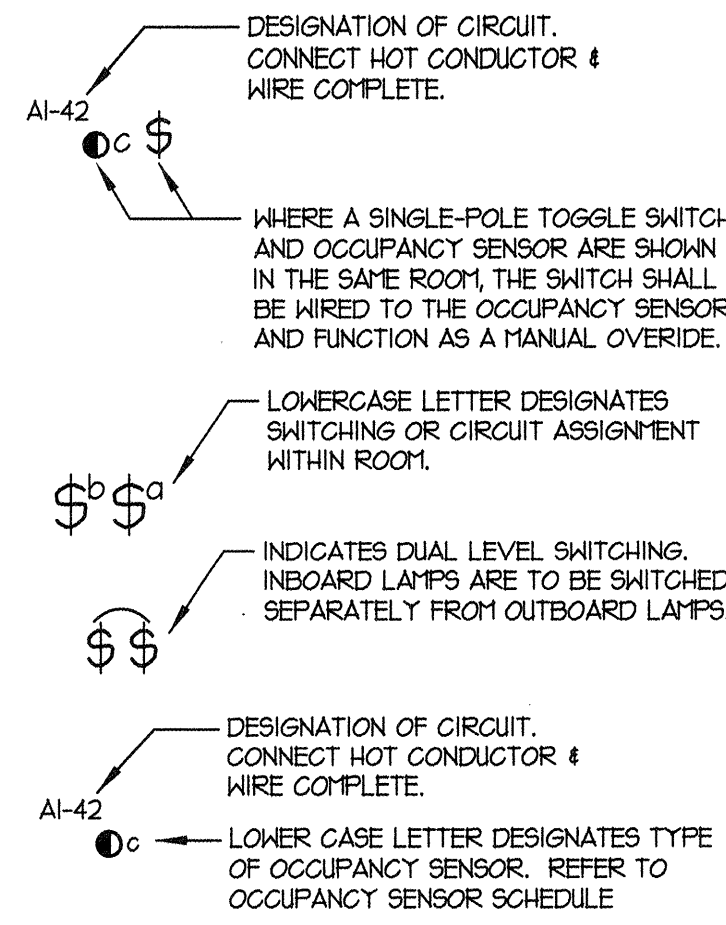 DESIGNATION OF CIRCUIT.
CONNECT HOT CONDUCTOR &
WIRE COMPLETE.
AI-42
c $
WHERE A SINGLE-POLE TOGGLE SWITCH
AND OCCUPANCY SENSOR ARE SHOWN
IN THE SAME ROOM, THE SWITCH SHALL
BE WIRED TO THE OCCUPANCY SENSOR
AND FUNCTION AS A MANUAL OVERIDE.
LOWERCASE LETTER DESIGNATES
SWITCHING OR CIRCUIT ASSIGNMENT
WITHIN ROOM.
$b $a
INDICATES DUAL LEVEL SWITCHING.
INBOARD LAMPS ARE TO BE SWITCHED
SEPARATELY FROM OUTBOARD LAMPS.
$ $
DESIGNATION OF CIRCUIT.
CONNECT HOT CONDUCTOR &
WIRE COMPLETE.
AI-42
c
LOWER CASE LETTER DESIGNATES TYPE
OF OCCUPANCY SENSOR. REFER TO
OCCUPANCY SENSOR SCHEDULE